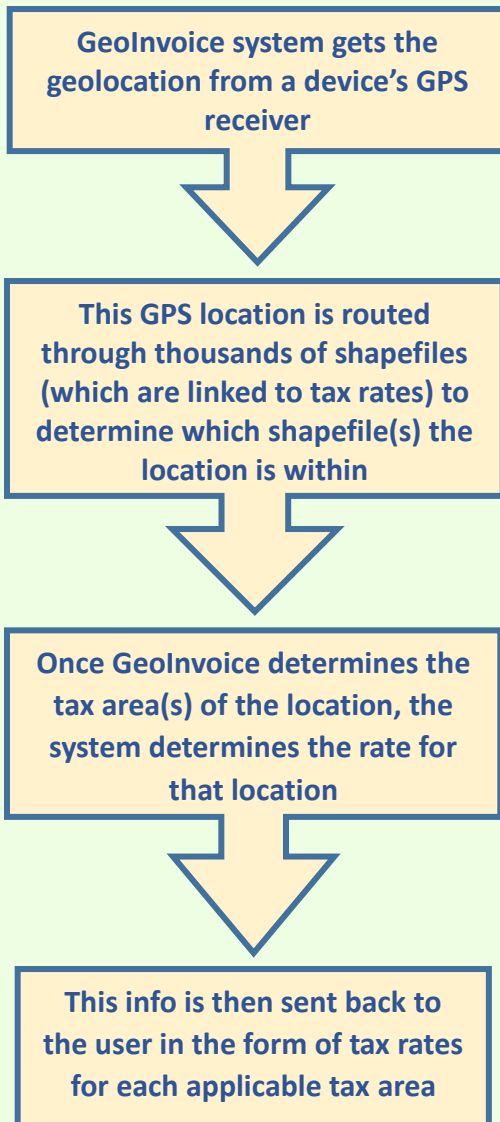 GeoInvoice system gets the
geolocation from a device’s GPS
receiver
This GPS location is routed
through thousands of shapefiles
(which are linked to tax rates) to
determine which shapefile(s) the
location is within
Once GeoInvoice determines the
tax area(s) of the location, the
system determines the rate for
that location
This info is then sent back to
the user in the form of tax rates
for each applicable tax area